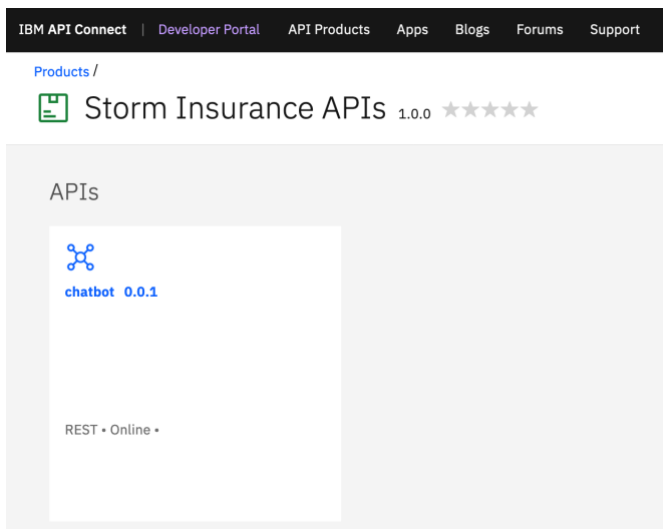 IBM API Connect | Developer Portal API Products Apps Blogs Forums Support
Products /
Storm Insurance APIs 1.0.0
APIs
chatbot 0.0.1
REST • Online •